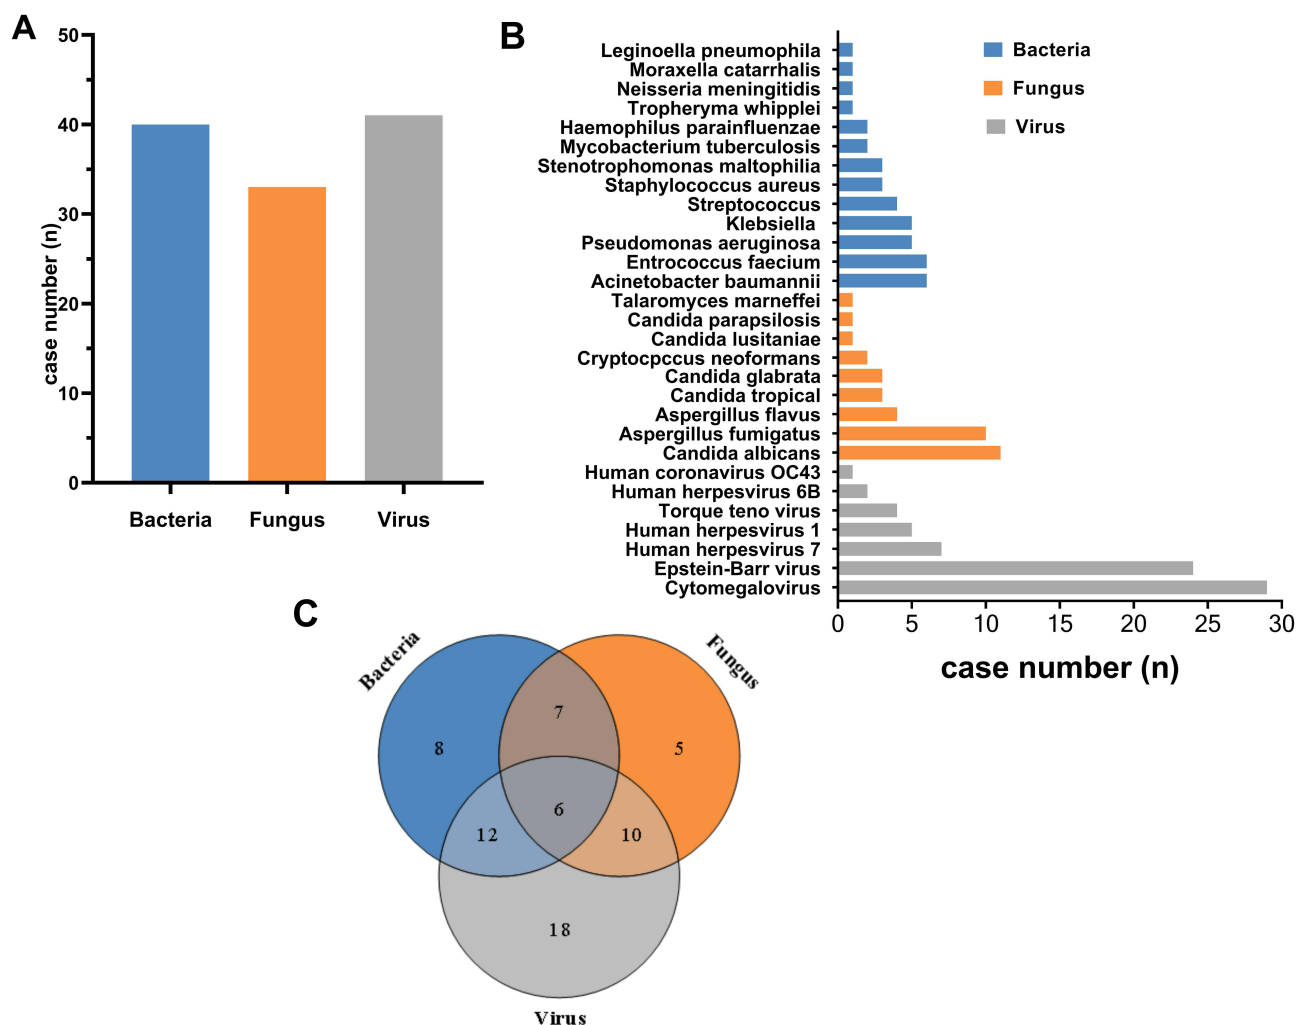 A
50
40
30
20
10
0
case number (n)
Bacteria
Fungus
Virus
B
Leginoella pneumophila
Moraxella catarrhalis
Neisseria meningitidis
Tropheryma whipplei
Haemophilus parainfluenzae
Mycobacterium tuberculosis
Stenotrophomonas maltophilia
Staphylococcus aureus
Streptococcus
Klebsiella
Pseudomonas aeruginosa
Entrococcus faecium
Acinetobacter baumannii
Talaromyces marneffei
Candida parapsilosis
Candida lusitaniae
Cryptocpccus neoformans
Candida glabrata
Candida tropical
Aspergillus flavus
Aspergillus fumigatus
Candida albicans
Human coronavirus OC43
Human herpesvirus 6B
Torque teno virus
Human herpesvirus 1
Human herpesvirus 7
Epstein-Barr virus
Cytomegalovirus
0 5 10 15 20 25 30
case number (n)
Bacteria
Fungus
Virus
C
Bacteria
Fungus
7
8
5
6
12
10
18
Virus